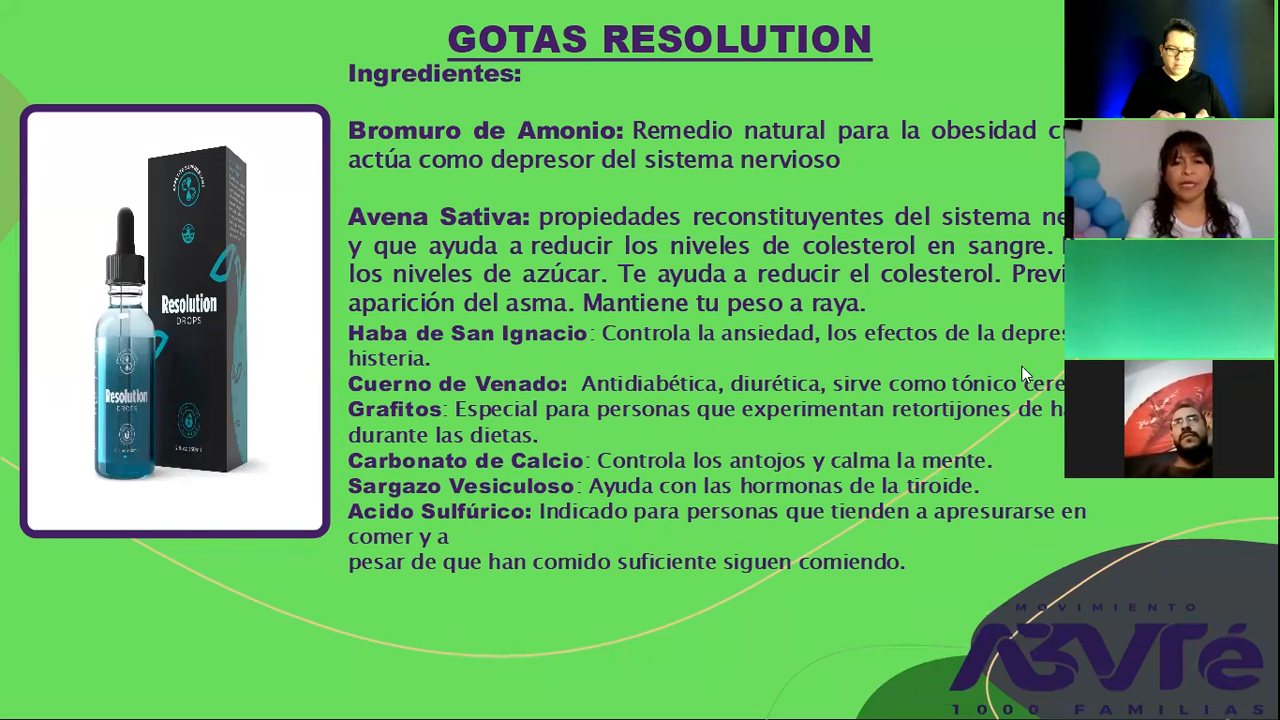 GOTAS RESOLUTION
Ingredientes:
Bromuro de Amonio: Remedio natural para la obesidad
actúa como depresor del sistema nervioso
Avena Sativa: propiedades reconstituyentes del sistema
y que ayuda a reducir los niveles de colesterol en sangre.
los niveles de azúcar. Te ayuda a reducir el colesterol.
aparición del asma. Mantiene tu peso a raya.
Haba de San Ignacio: Controla la ansiedad, los efectos de la
histeria.
Cuerno de Venado: Antidiabética, diurética, sirve como tónico
Grafitos: Especial para personas que experimentan retortijones de
durante las dietas.
Carbonato de Calcio: Controla los antojos y calma la mente.
Sargazo Vesiculoso: Ayuda con las hormonas de la tiroide.
Acido Sulfúrico: Indicado para personas que tienden a apresurarse en
comer y a
pesar de que han comido suficiente siguen comiendo.
Resolution
DROPS
Resolution
DROPS
MOVIMIENTO
1000 FAMILIAS